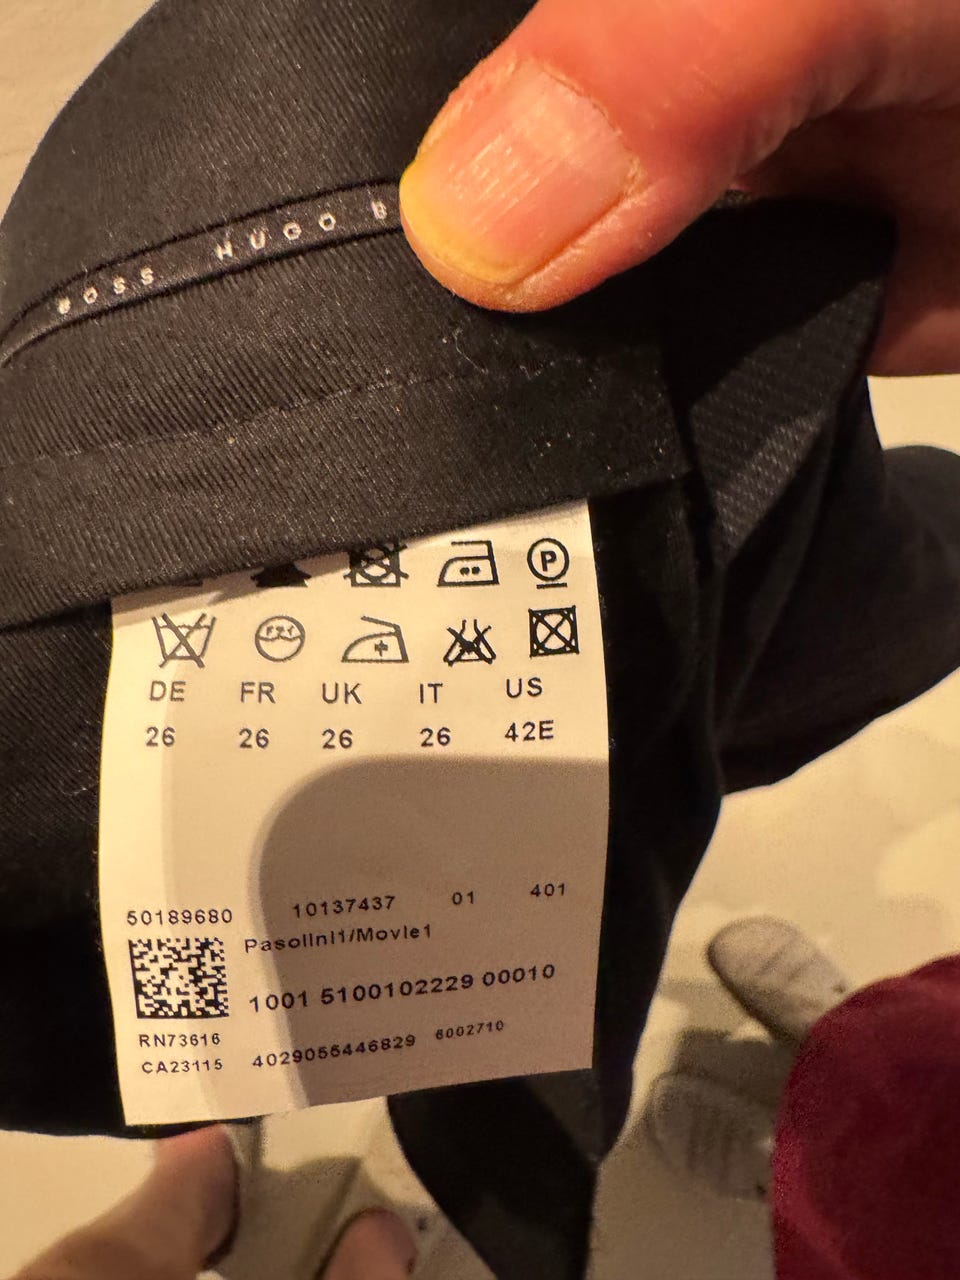 BOSS HUGO B
P
DE FR UK IT US
26 26 26 26 42E
50189680 10137437 01 401
Pasolini1/Movie1
1001 5100102229 00010
RN73616
CA23115 4029055446829 6002710